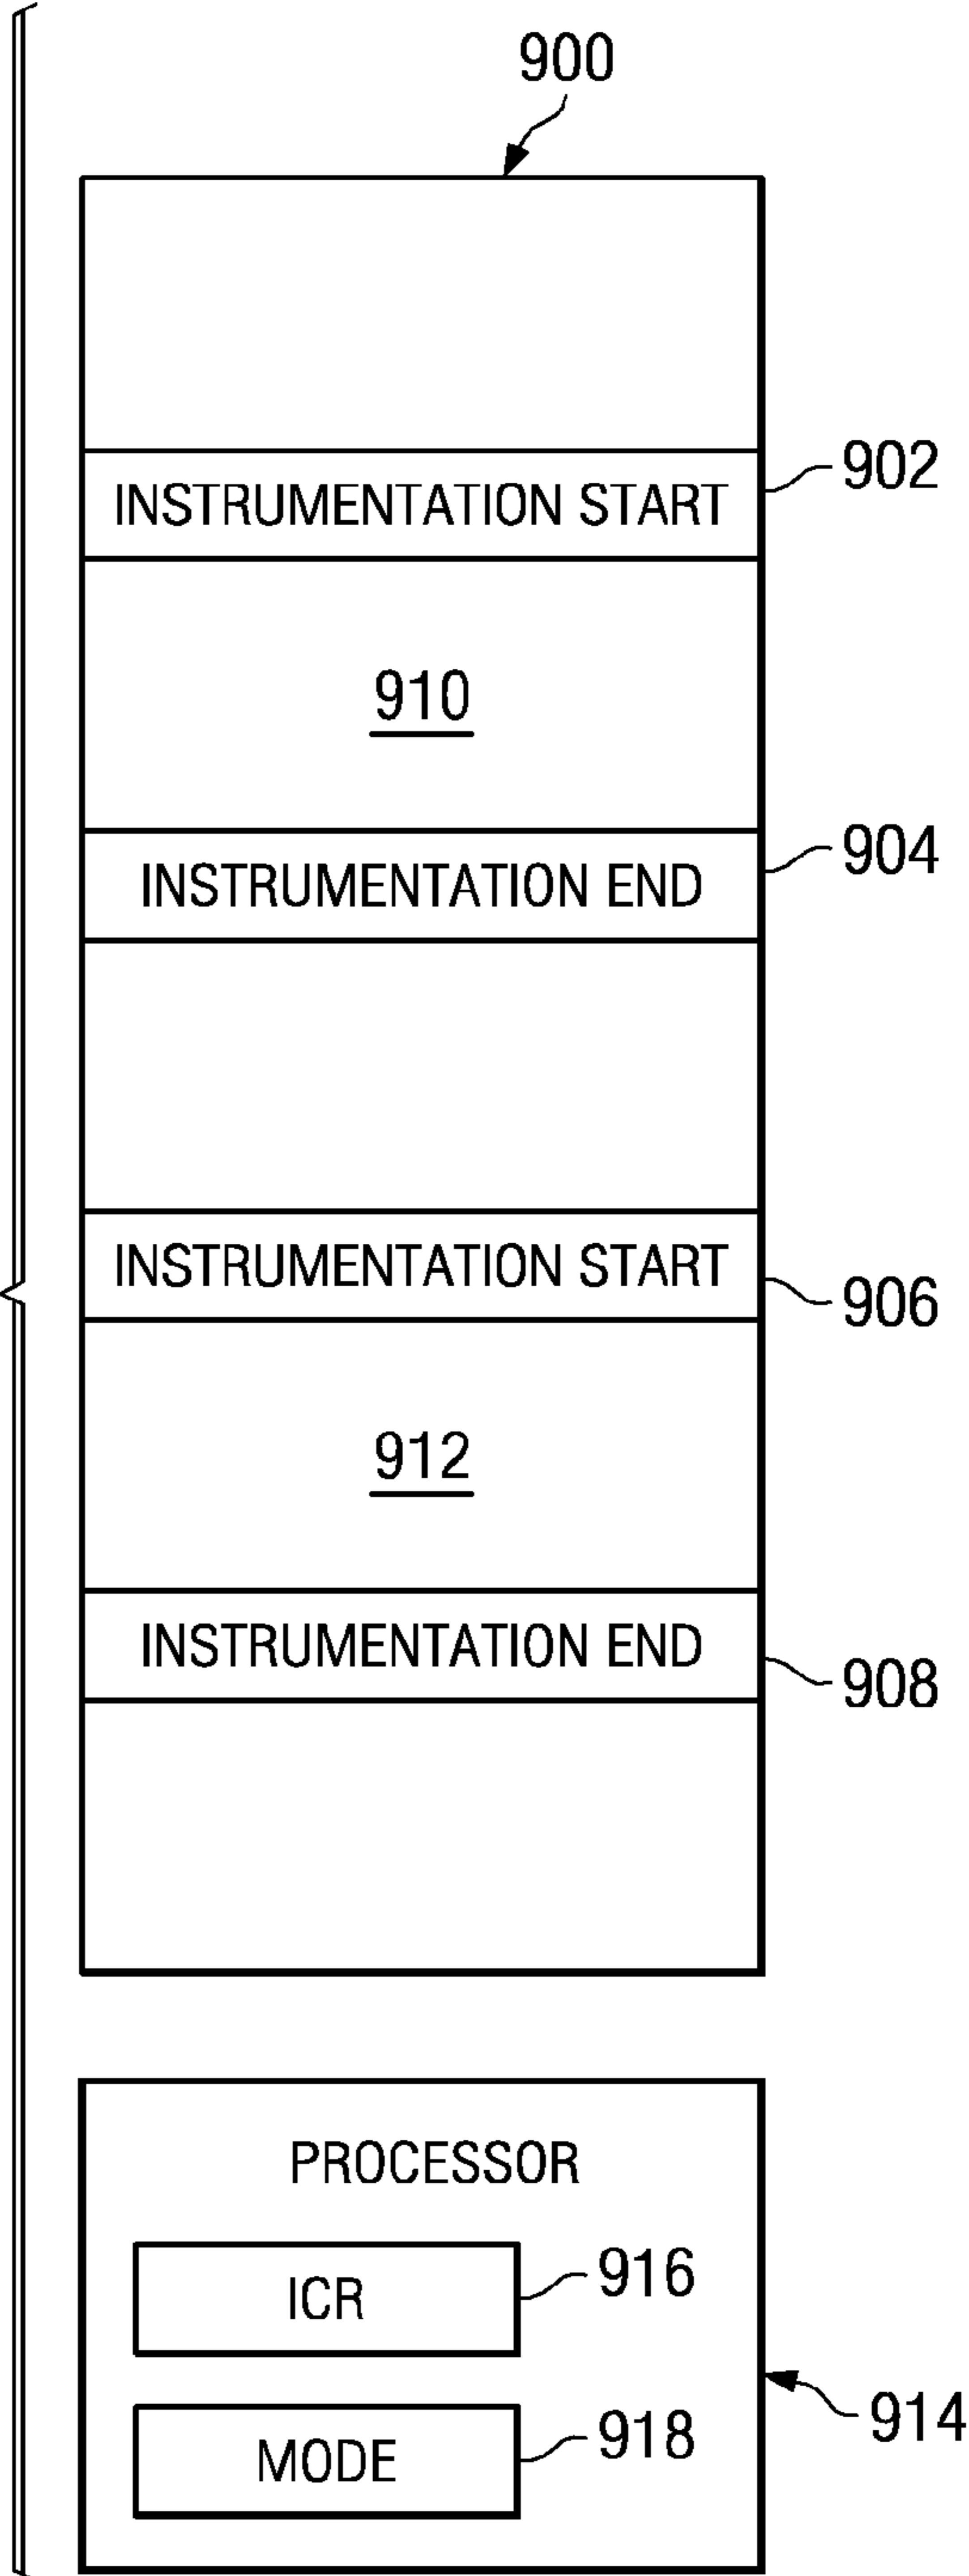 900
INSTRUMENTATION START
902
910
INSTRUMENTATION END
904
INSTRUMENTATION START
906
912
INSTRUMENTATION END
908
PROCESSOR
ICR
916
MODE
918
914